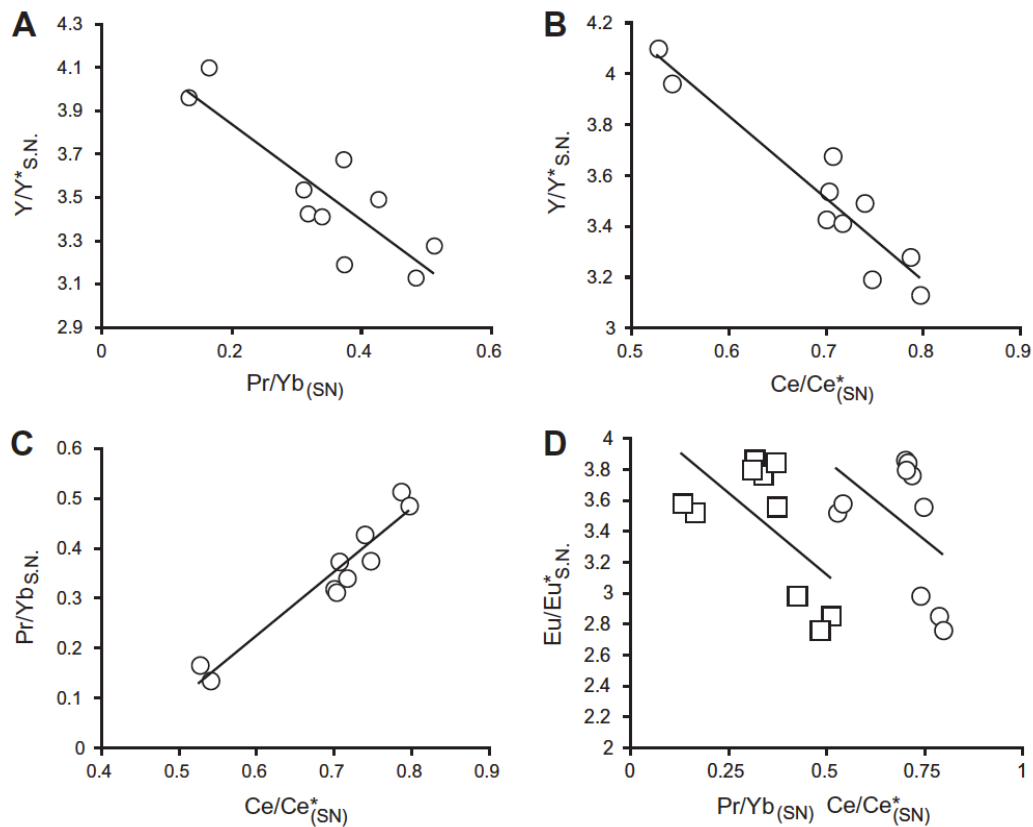 A
4.3
4.1
3.9
3.7
3.5
3.3
3.1
2.9
Y/Y*S.N.
0 0.2 0.4 0.6
Pr/Yb(SN)
B
4.2
4
3.8
3.6
3.4
3.2
3
Y/Y*S.N.
0.5 0.6 0.7 0.8 0.9
Ce/Ce*(SN)
C
0.6
0.5
0.4
0.3
0.2
0.1
0
Pr/YbS.N.
0.4 0.5 0.6 0.7 0.8 0.9
Ce/Ce*(SN)
D
4
3.8
3.6
3.4
3.2
3
2.8
2.6
2.4
2.2
2
Eu/Eu*S.N.
0 0.25 0.5 0.75 1
Pr/Yb(SN) Ce/Ce*(SN)